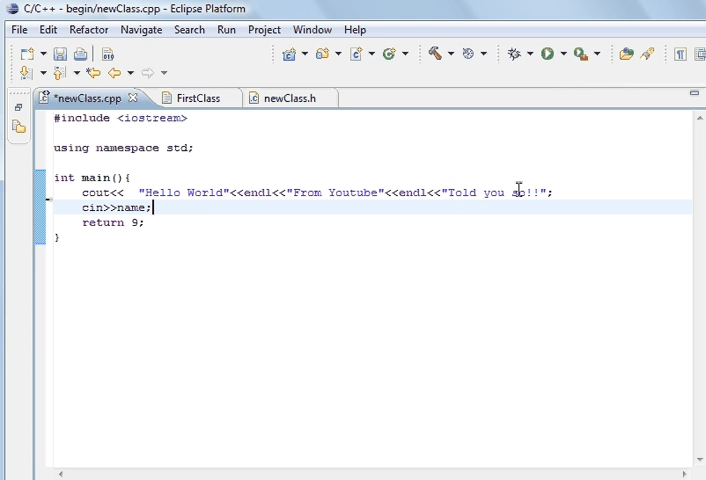 C/C++ - begin/newClass.cpp - Eclipse Platform
File Edit Refactor Navigate Search Run Project Window Help
*newClass.cpp FirstClass newClass.h
#include <iostream>
using namespace std;
int main(){
cout<< "Hello World"<<endl<<"From Youtube"<<endl<<"Told you so!!";
cin>>name;
return 9;
}